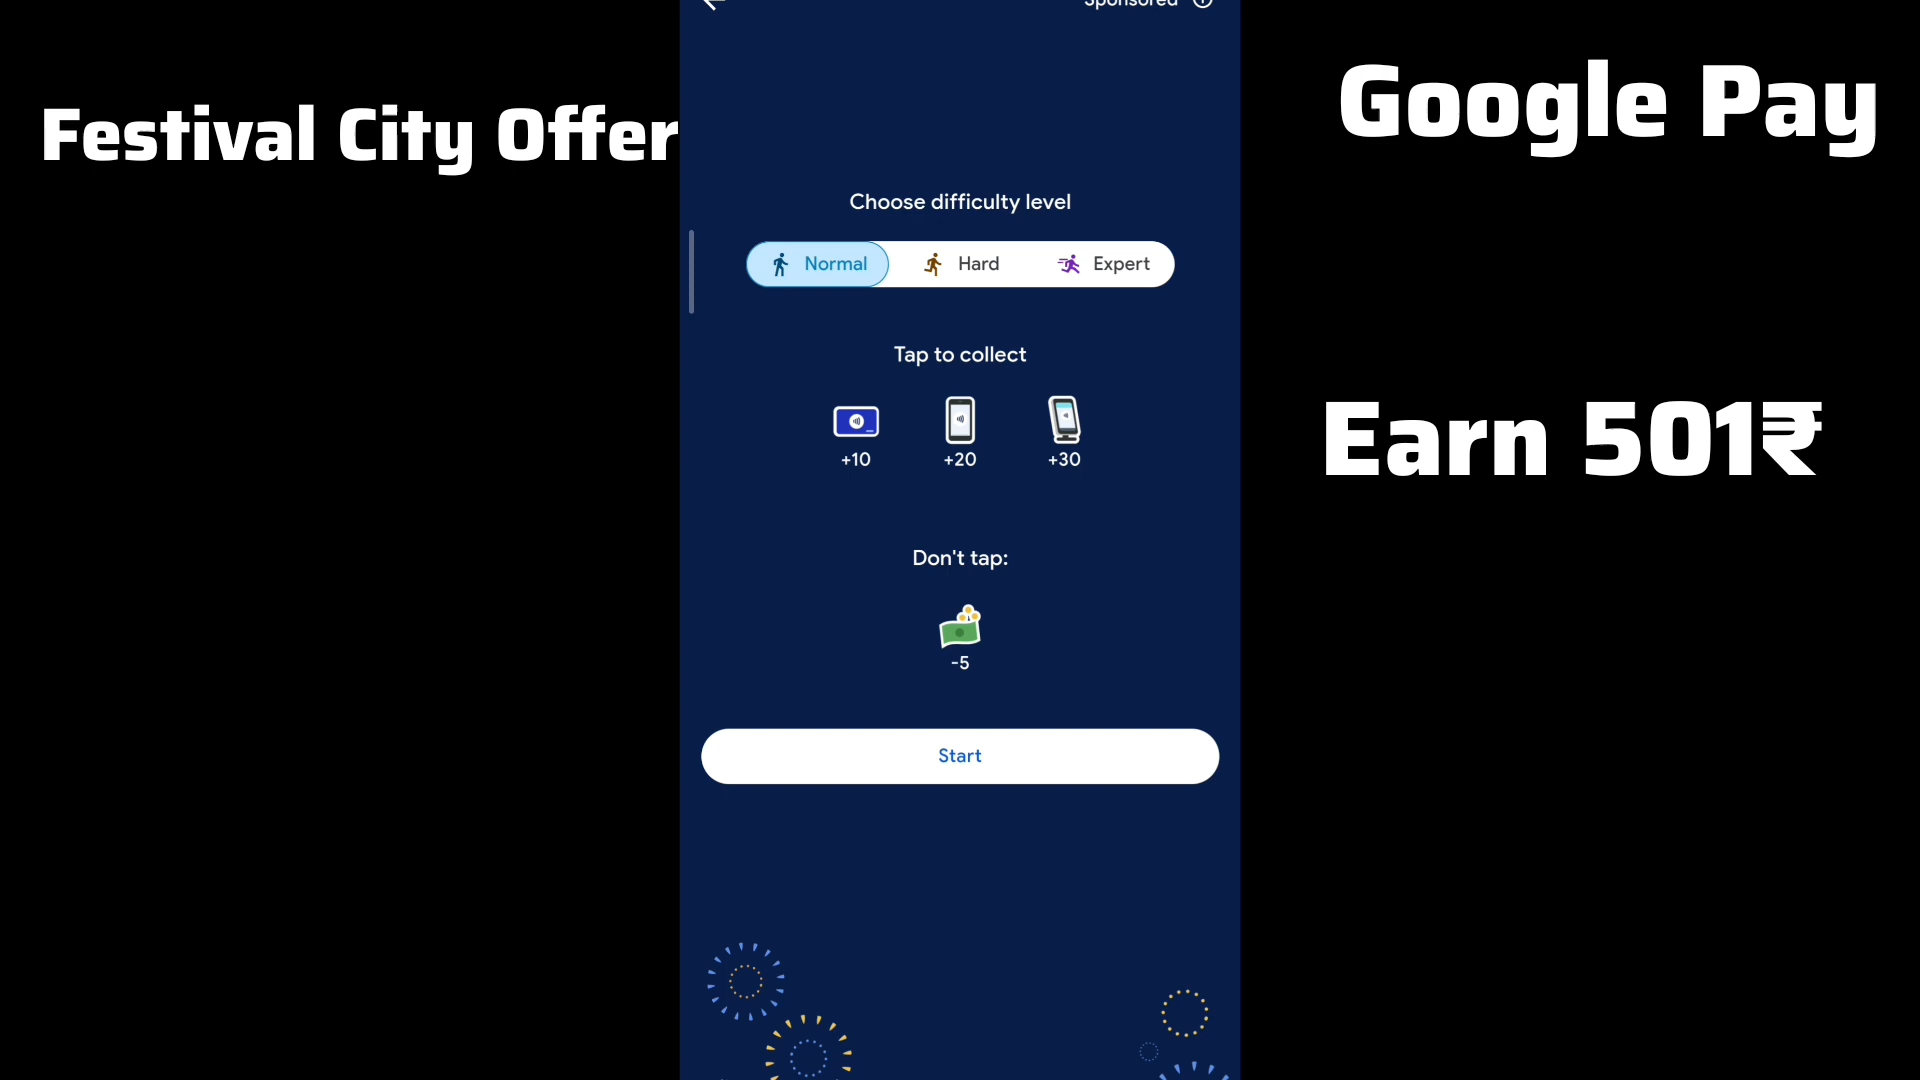 Sponsored
Festival City Offer
Google Pay
Choose difficulty level
Normal Hard Expert
Tap to collect
+10 +20 +30
Earn 501₹
Don't tap:
-5
Start